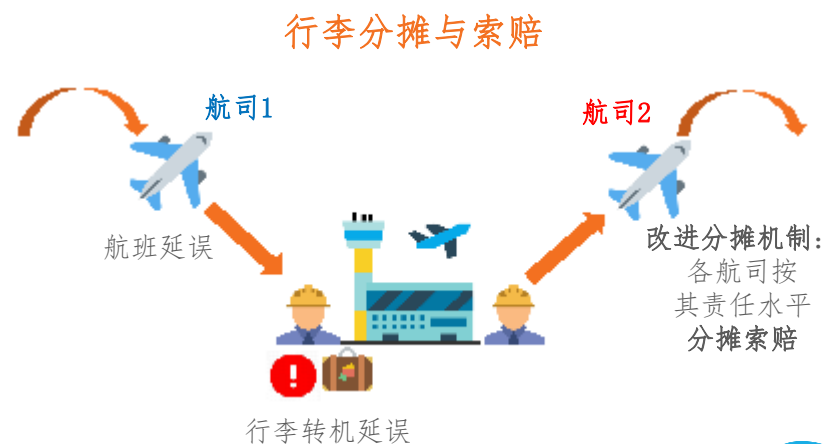 行李分摊与索赔
航司1
航司2
航班延误
改进分摊机制:
各航司按
其责任水平
分摊索赔
行李转机延误